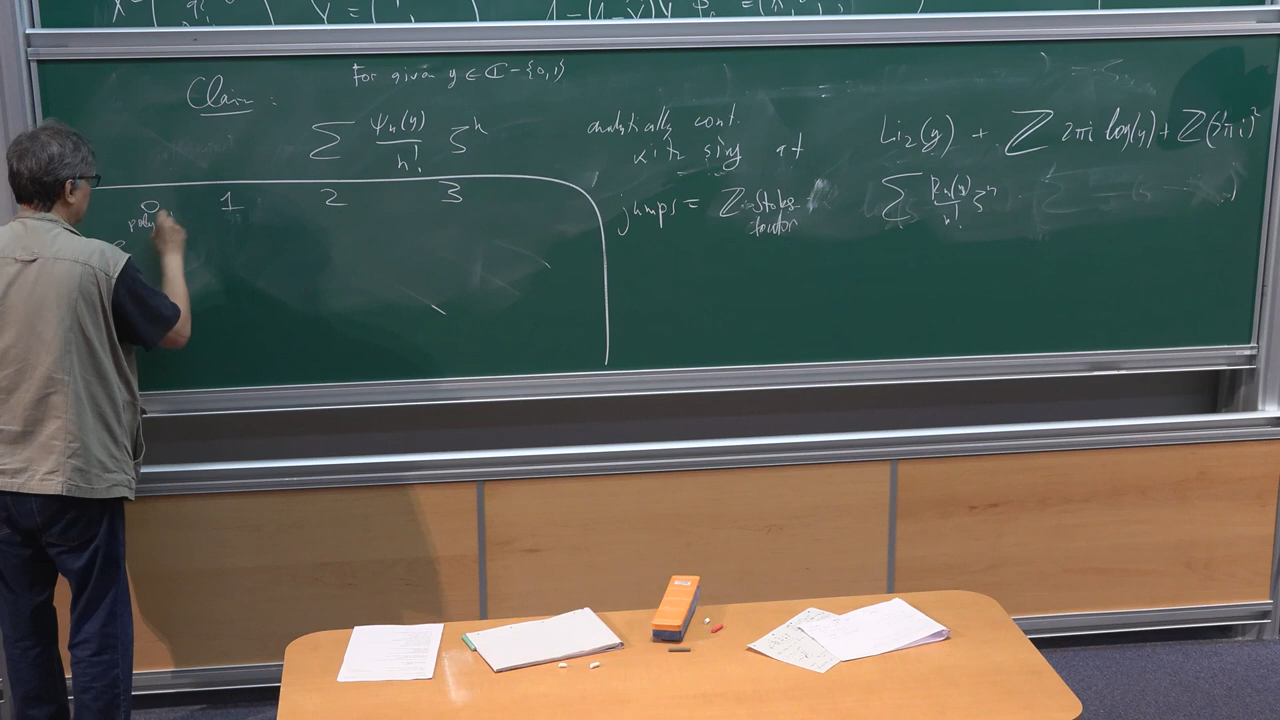 Claim : For given y ∈ ℂ - {0,1}
∑ Ψn(y)/n! ζ^n
analytically cont.
with sing at
Li₂(y) + ℤ 2πi log(y) + ℤ(2πi)²
jumps = ℤ · Stokes factor
∑ Rn(y)/n! ζ^n
0 1 2 3
poly